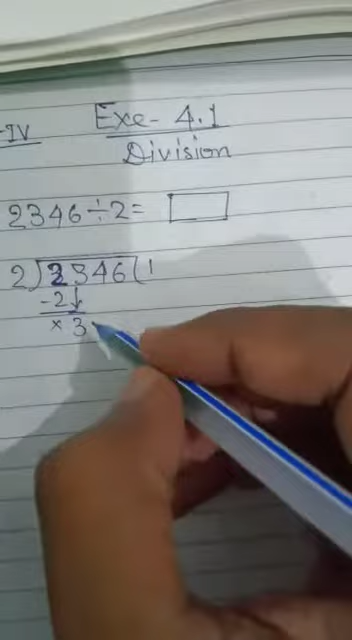 -IV
Exe- 4.1
Division
2346÷2=
2)2346(1
-2↓
×3